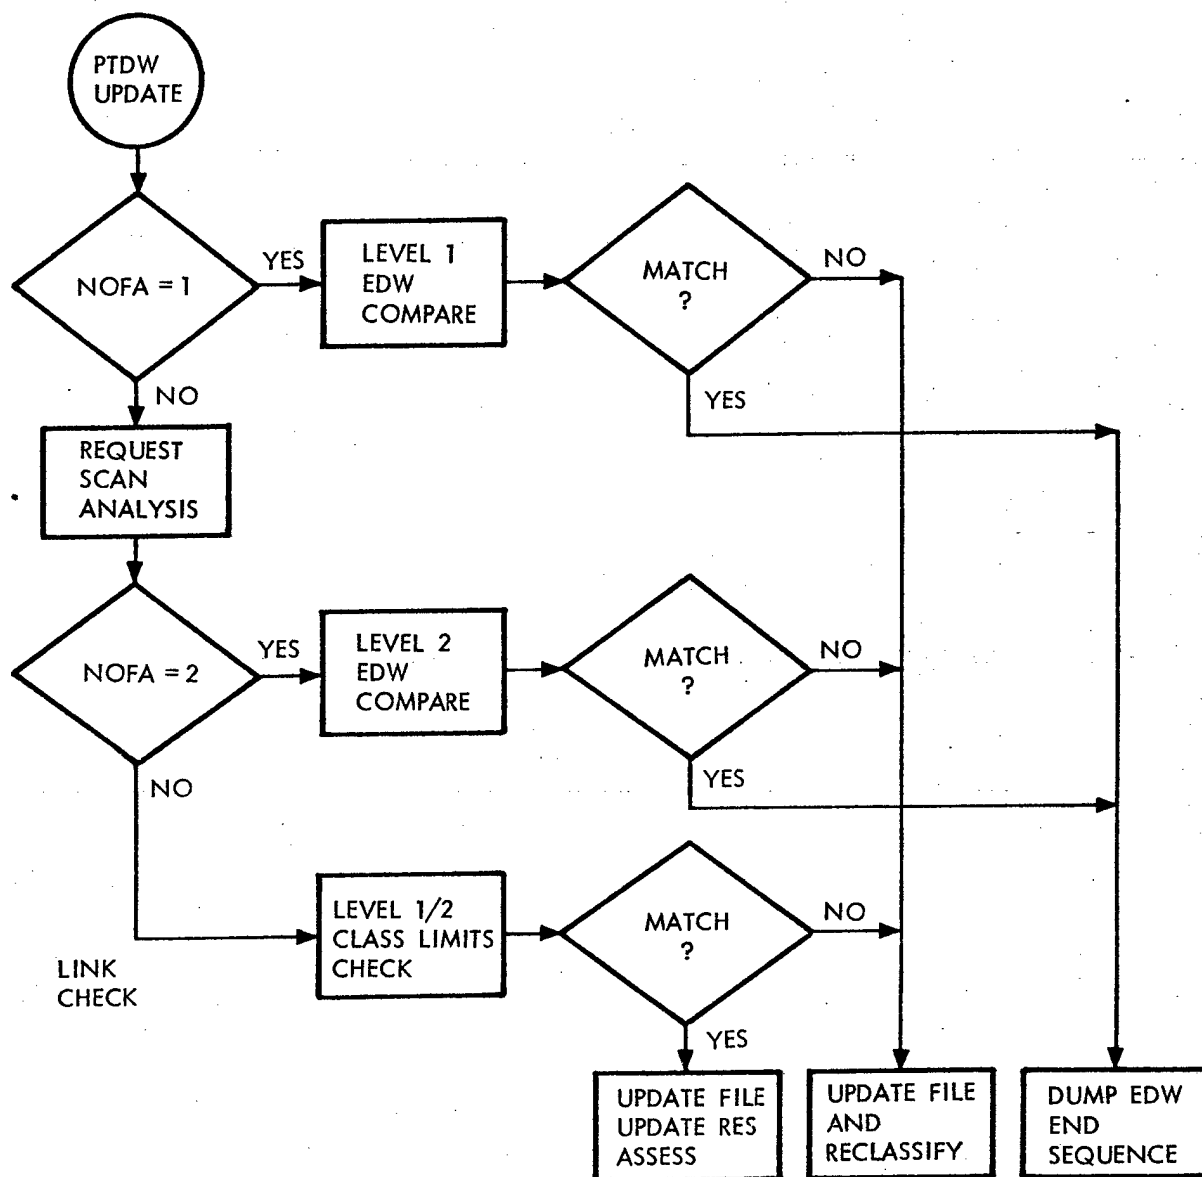 PTDW
UPDATE
NOFA = 1
YES
LEVEL 1
EDW
COMPARE
MATCH
?
NO
YES
NO
REQUEST
SCAN
ANALYSIS
NOFA = 2
YES
LEVEL 2
EDW
COMPARE
MATCH
?
NO
YES
NO
LINK
CHECK
LEVEL 1/2
CLASS LIMITS
CHECK
MATCH
?
NO
YES
UPDATE FILE
UPDATE RES
ASSESS
UPDATE FILE
AND
RECLASSIFY
DUMP EDW
END
SEQUENCE